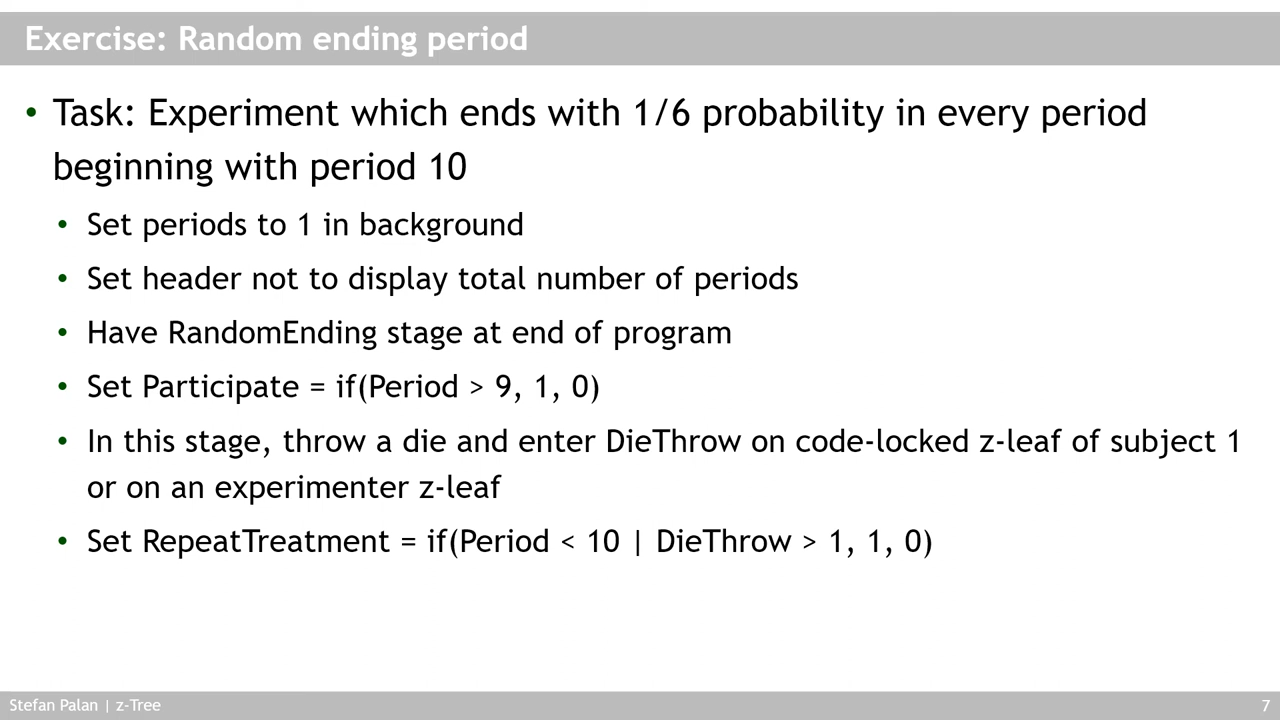 Exercise: Random ending period
• Task: Experiment which ends with 1/6 probability in every period
beginning with period 10
• Set periods to 1 in background
• Set header not to display total number of periods
• Have RandomEnding stage at end of program
• Set Participate = if(Period > 9, 1, 0)
• In this stage, throw a die and enter DieThrow on code-locked z-leaf of subject 1
or on an experimenter z-leaf
• Set RepeatTreatment = if(Period < 10 | DieThrow > 1, 1, 0)
Stefan Palan | z-Tree
7